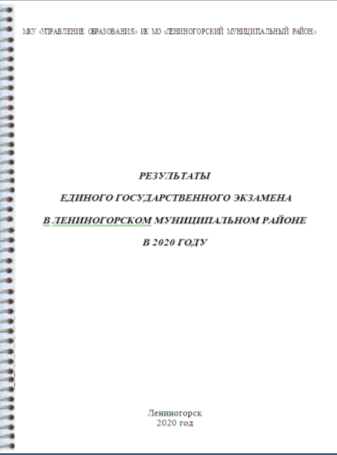 МКУ «УПРАВЛЕНИЕ ОБРАЗОВАНИЯ» ИК МО «ЛЕНИНОГОРСКИЙ МУНИЦИПАЛЬНЫЙ РАЙОН»
РЕЗУЛЬТАТЫ
ЕДИНОГО ГОСУДАРСТВЕННОГО ЭКЗАМЕНА
В ЛЕНИНОГОРСКОМ МУНИЦИПАЛЬНОМ РАЙОНЕ
В 2020 ГОДУ
Лениногорск
2020 год